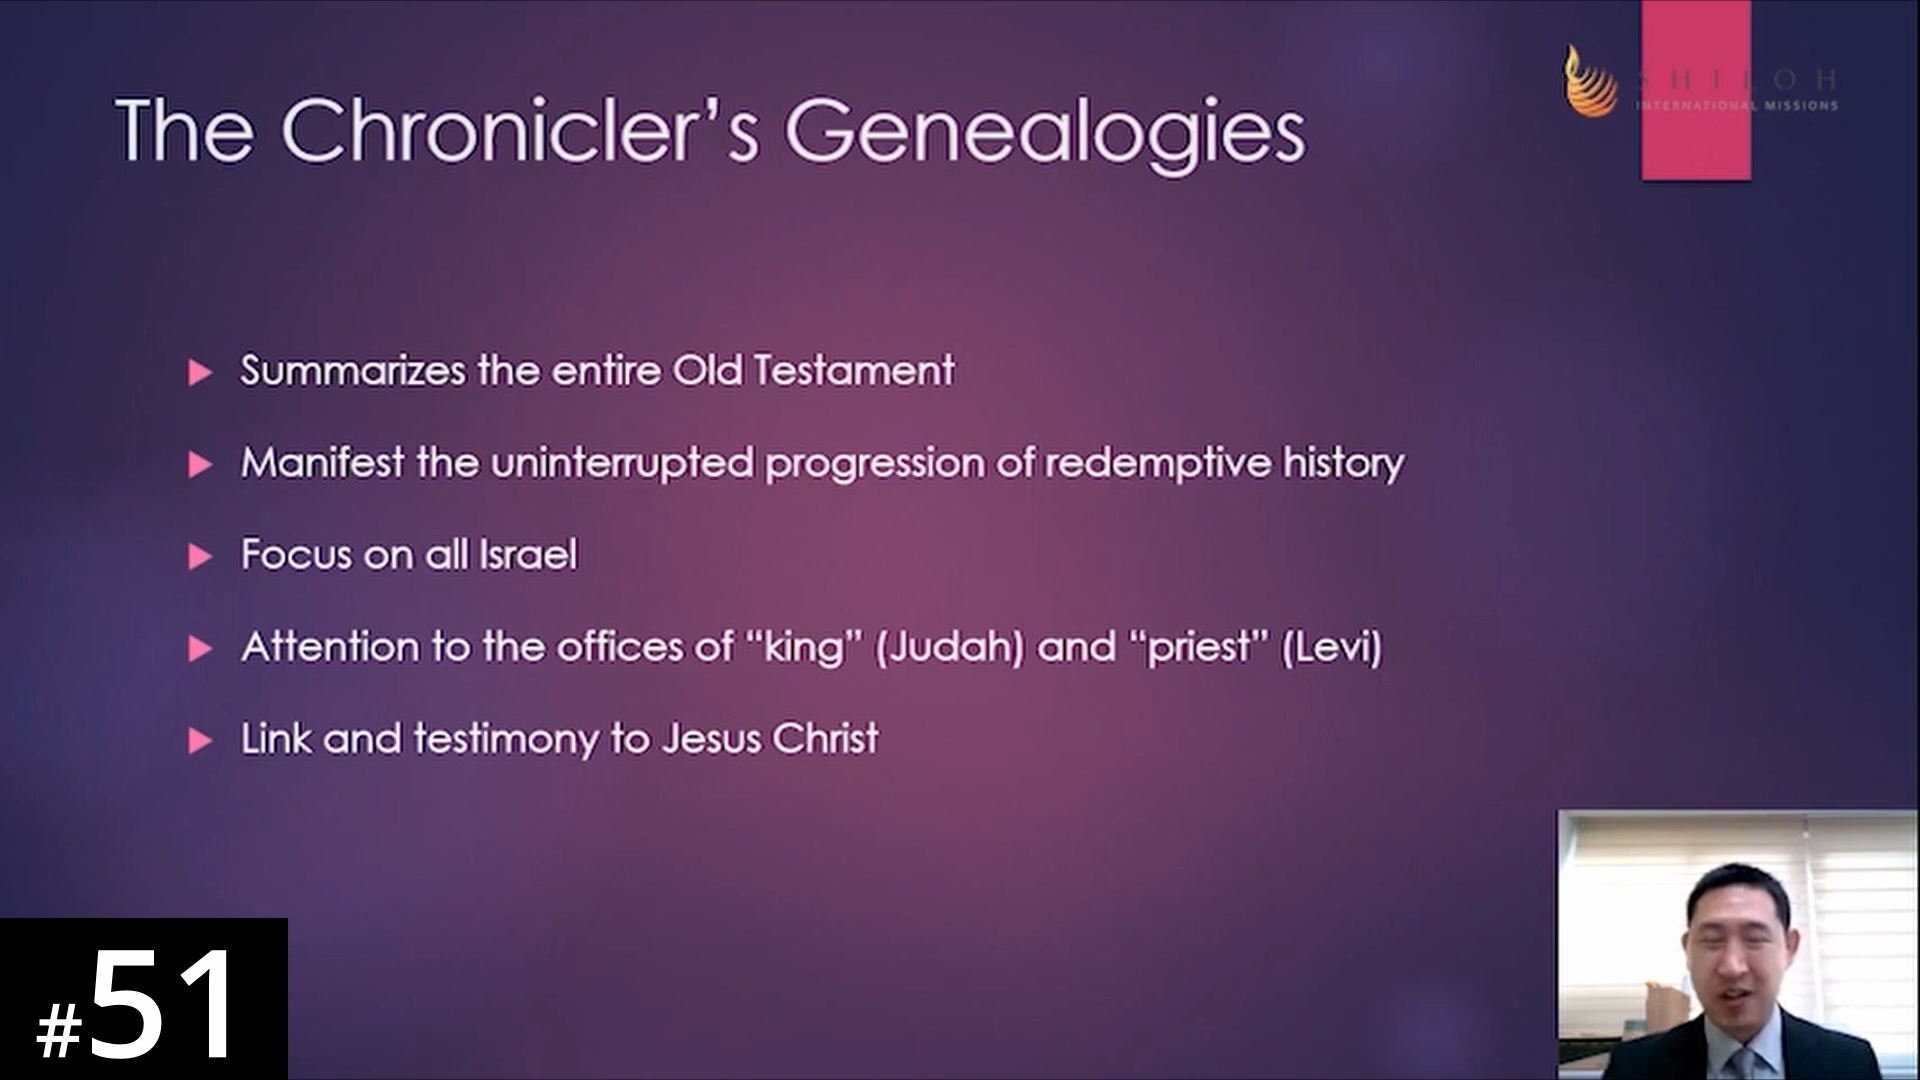 The Chronicler’s Genealogies
SHILOH
INTERNATIONAL MISSIONS
Summarizes the entire Old Testament
Manifest the uninterrupted progression of redemptive history
Focus on all Israel
Attention to the offices of “king” (Judah) and “priest” (Levi)
Link and testimony to Jesus Christ
#51